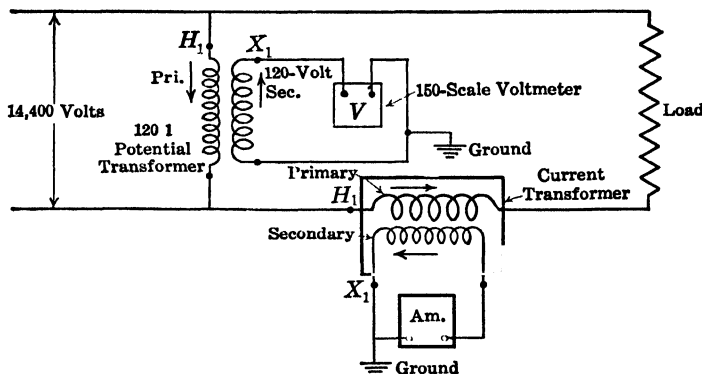 H₁
X₁
Pri.
120-Volt
Sec.
V
150-Scale Voltmeter
14,400 Volts
120 1
Potential
Transformer
Ground
Load
Primary
Current
Transformer
H₁
Secondary
X₁
Am.
Ground